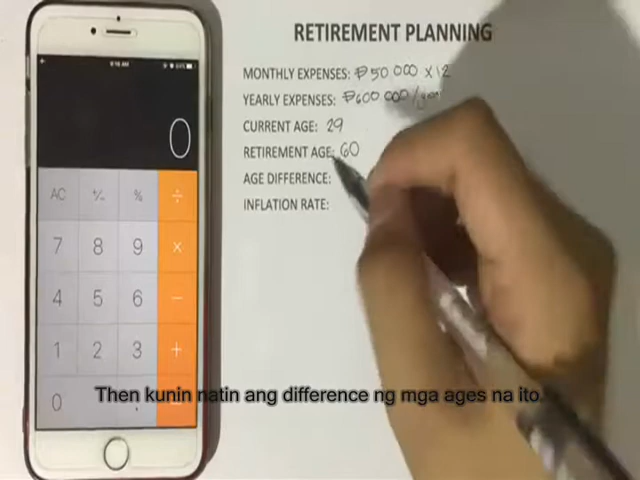 RETIREMENT PLANNING
MONTHLY EXPENSES: ₱50 000 x 12
YEARLY EXPENSES: ₱600 000/year
CURRENT AGE: 29
RETIREMENT AGE: 60
AGE DIFFERENCE:
INFLATION RATE:
0
AC +/- % ÷
7 8 9 ×
4 5 6 −
1 2 3 +
0 .
Then kunin natin ang difference ng mga ages na ito